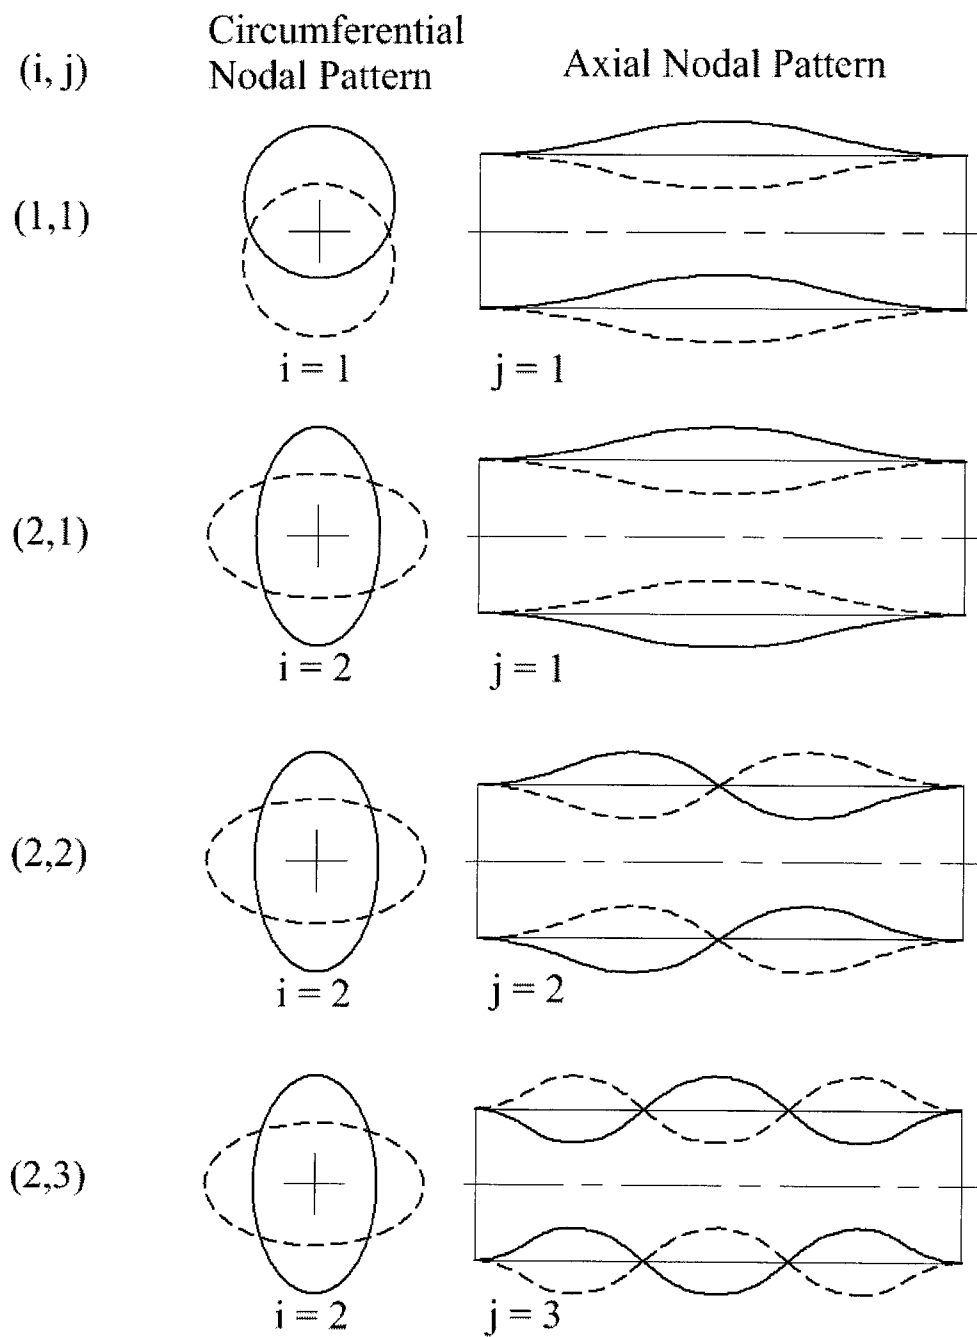 (i, j)
Circumferential
Nodal Pattern
Axial Nodal Pattern
(1,1)
i = 1
j = 1
(2,1)
i = 2
j = 1
(2,2)
i = 2
j = 2
(2,3)
i = 2
j = 3